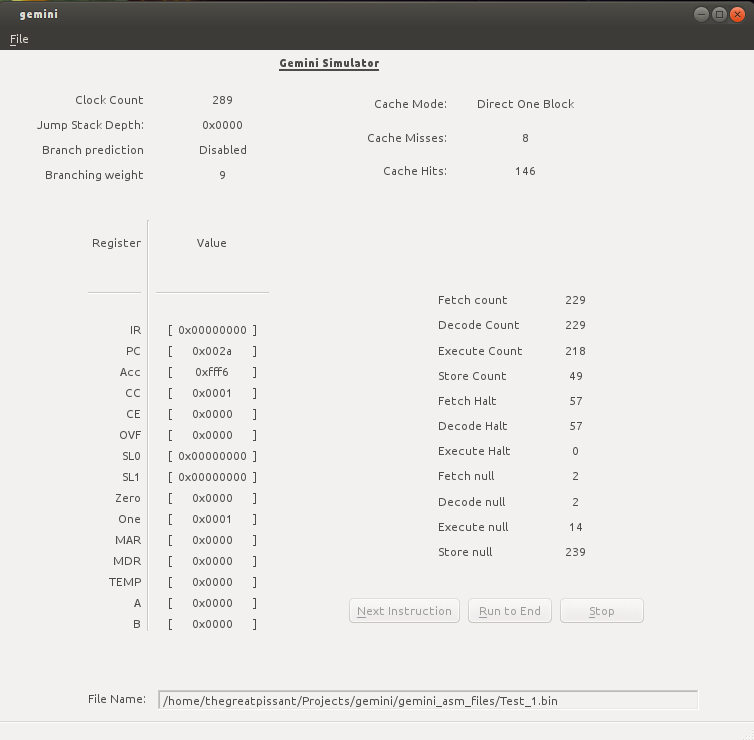 gemini
File
Gemini Simulator
Clock Count 289
Jump Stack Depth: 0x0000
Branch prediction Disabled
Branching weight 9
Cache Mode: Direct One Block
Cache Misses: 8
Cache Hits: 146
Register Value
IR [ 0x00000000 ]
PC [ 0x002a ]
Acc [ 0xfff6 ]
CC [ 0x0001 ]
CE [ 0x0000 ]
OVF [ 0x0000 ]
SL0 [ 0x00000000 ]
SL1 [ 0x00000000 ]
Zero [ 0x0000 ]
One [ 0x0001 ]
MAR [ 0x0000 ]
MDR [ 0x0000 ]
TEMP [ 0x0000 ]
A [ 0x0000 ]
B [ 0x0000 ]
Fetch count 229
Decode Count 229
Execute Count 218
Store Count 49
Fetch Halt 57
Decode Halt 57
Execute Halt 0
Fetch null 2
Decode null 2
Execute null 14
Store null 239
Next Instruction Run to End Stop
File Name: /home/thegreatpissant/Projects/gemini/gemini_asm_files/Test_1.bin